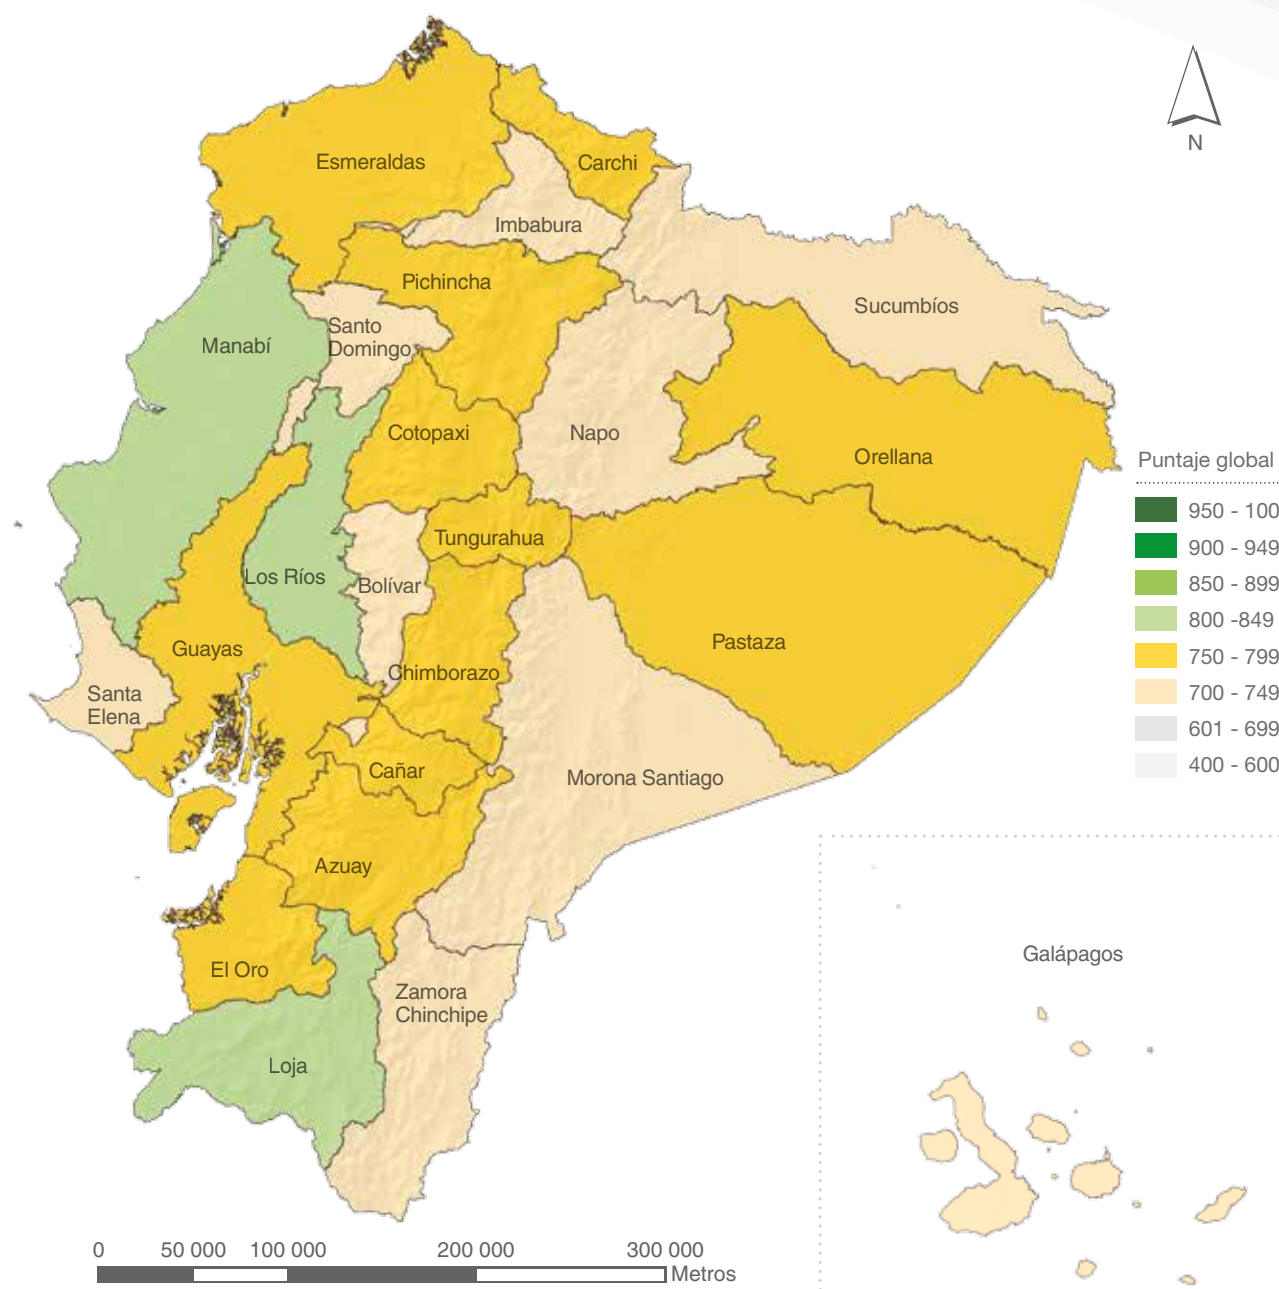 N
Esmeraldas
Carchi
Imbabura
Pichincha
Sucumbíos
Santo
Domingo
Manabí
Cotopaxi
Napo
Orellana
Tungurahua
Los Ríos
Bolívar
Guayas
Pastaza
Chimborazo
Santa
Elena
Cañar
Morona Santiago
Azuay
El Oro
Zamora
Chinchipe
Loja
Puntaje global
950 - 100
900 - 949
850 - 899
800 -849
750 - 799
700 - 749
601 - 699
400 - 600
Galápagos
0 50 000 100 000 200 000 300 000
Metros